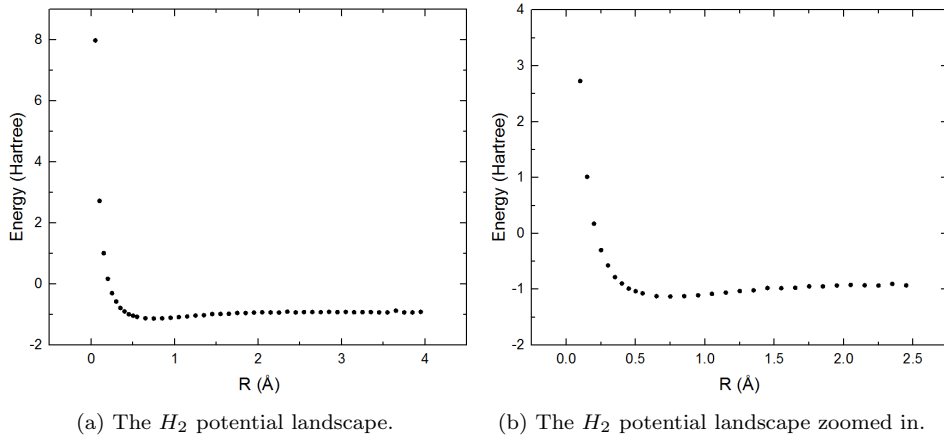 8
6
4
2
0
-2
Energy (Hartree)
0 1 2 3 4
R (Å)
(a) The H₂ potential landscape.
4
3
2
1
0
-1
-2
Energy (Hartree)
0.0 0.5 1.0 1.5 2.0 2.5
R (Å)
(b) The H₂ potential landscape zoomed in.